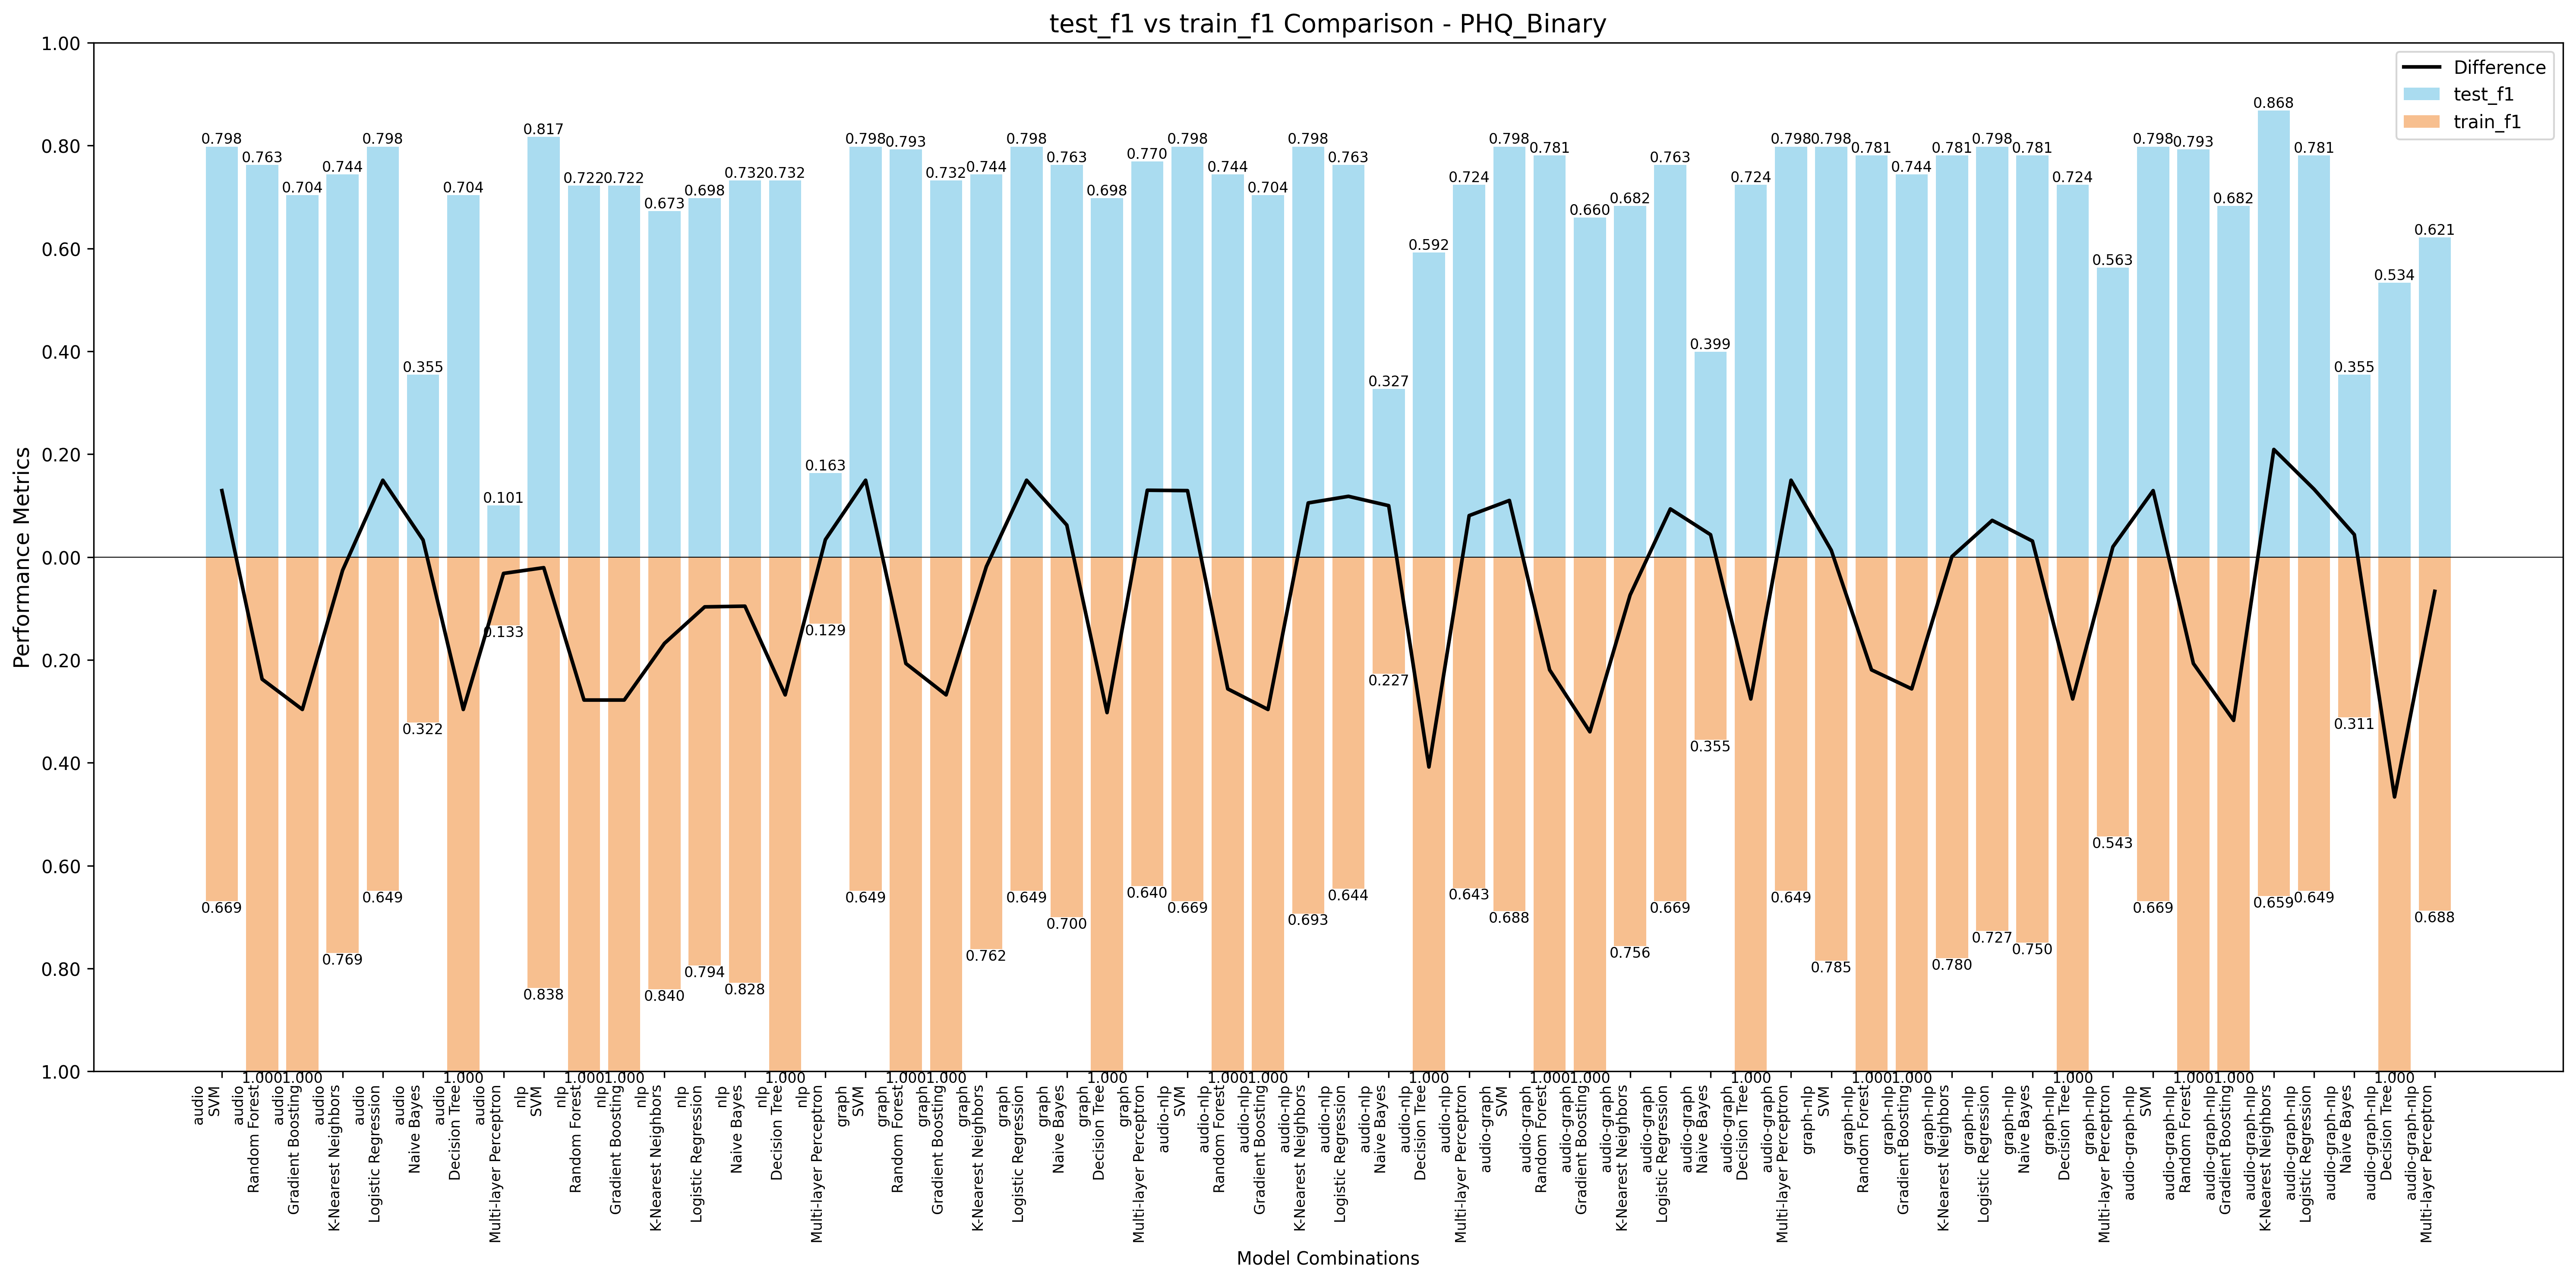 test_f1 vs train_f1 Comparison - PHQ_Binary
Difference
test_f1
train_f1
Performance Metrics
1.00
0.80
0.60
0.40
0.20
0.00
0.20
0.40
0.60
0.80
1.00
0.798
0.763
0.704
0.744
0.798
0.355
0.704
0.101
0.817
0.722
0.722
0.673
0.698
0.732
0.732
0.163
0.798
0.793
0.732
0.744
0.798
0.763
0.698
0.770
0.798
0.744
0.704
0.798
0.763
0.327
0.592
0.724
0.798
0.781
0.660
0.682
0.763
0.399
0.724
0.798
0.798
0.781
0.744
0.781
0.798
0.781
0.724
0.563
0.798
0.793
0.682
0.868
0.781
0.355
0.534
0.621
0.669
1.000
1.000
0.769
0.649
0.322
1.000
0.133
0.838
1.000
1.000
0.840
0.794
0.828
1.000
0.129
0.649
1.000
1.000
0.762
0.649
0.700
1.000
0.640
0.669
1.000
1.000
0.693
0.644
0.227
1.000
0.643
0.688
1.000
1.000
0.756
0.669
0.355
1.000
0.649
0.785
1.000
1.000
0.780
0.727
0.750
1.000
0.543
0.669
1.000
1.000
0.659
0.649
0.311
1.000
0.688
audio
SVM
audio
Random Forest
audio
Gradient Boosting
audio
K-Nearest Neighbors
audio
Logistic Regression
audio
Naive Bayes
audio
Decision Tree
audio
Multi-layer Perceptron
nlp
SVM
nlp
Random Forest
nlp
Gradient Boosting
nlp
K-Nearest Neighbors
nlp
Logistic Regression
nlp
Naive Bayes
nlp
Decision Tree
nlp
Multi-layer Perceptron
graph
SVM
graph
Random Forest
graph
Gradient Boosting
graph
K-Nearest Neighbors
graph
Logistic Regression
graph
Naive Bayes
graph
Decision Tree
graph
Multi-layer Perceptron
audio-nlp
SVM
audio-nlp
Random Forest
audio-nlp
Gradient Boosting
audio-nlp
K-Nearest Neighbors
audio-nlp
Logistic Regression
audio-nlp
Naive Bayes
audio-nlp
Decision Tree
audio-nlp
Multi-layer Perceptron
audio-graph
SVM
audio-graph
Random Forest
audio-graph
Gradient Boosting
audio-graph
K-Nearest Neighbors
audio-graph
Logistic Regression
audio-graph
Naive Bayes
audio-graph
Decision Tree
audio-graph
Multi-layer Perceptron
graph-nlp
SVM
graph-nlp
Random Forest
graph-nlp
Gradient Boosting
graph-nlp
K-Nearest Neighbors
graph-nlp
Logistic Regression
graph-nlp
Naive Bayes
graph-nlp
Decision Tree
graph-nlp
Multi-layer Perceptron
audio-graph-nlp
SVM
audio-graph-nlp
Random Forest
audio-graph-nlp
Gradient Boosting
audio-graph-nlp
K-Nearest Neighbors
audio-graph-nlp
Logistic Regression
audio-graph-nlp
Naive Bayes
audio-graph-nlp
Decision Tree
audio-graph-nlp
Multi-layer Perceptron
Model Combinations